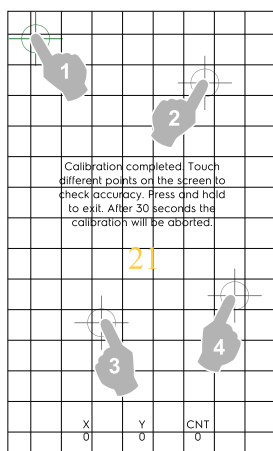 1
2
Calibration completed. Touch
different points on the screen to
check accuracy. Press and hold
to exit. After 30 seconds the
calibration will be aborted.
21
4
3
X Y CNT
0 0 0